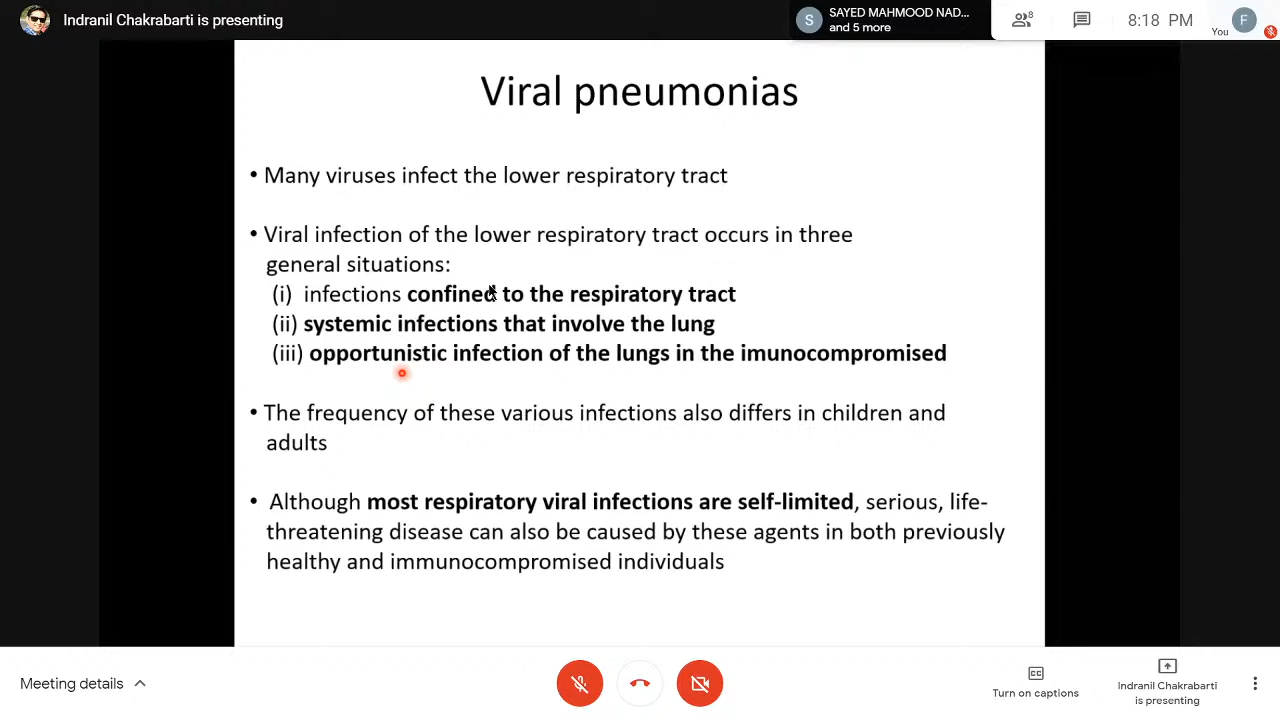 Indranil Chakrabarti is presenting
S
SAYED MAHMOOD NAD...
and 5 more
8
8:18 PM
You
F
Viral pneumonias
• Many viruses infect the lower respiratory tract
• Viral infection of the lower respiratory tract occurs in three
general situations:
(i) infections confined to the respiratory tract
(ii) systemic infections that involve the lung
(iii) opportunistic infection of the lungs in the imunocompromised
• The frequency of these various infections also differs in children and
adults
• Although most respiratory viral infections are self-limited, serious, life-
threatening disease can also be caused by these agents in both previously
healthy and immunocompromised individuals
Meeting details
CC
Turn on captions
Indranil Chakrabarti
is presenting